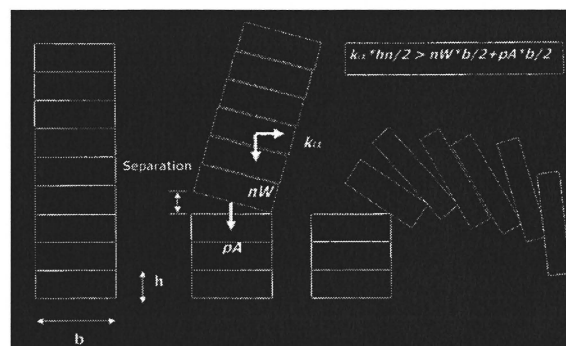 kα*hn/2 > nW*b/2+pA*b/2
kα
Separation
nW
pA
h
b